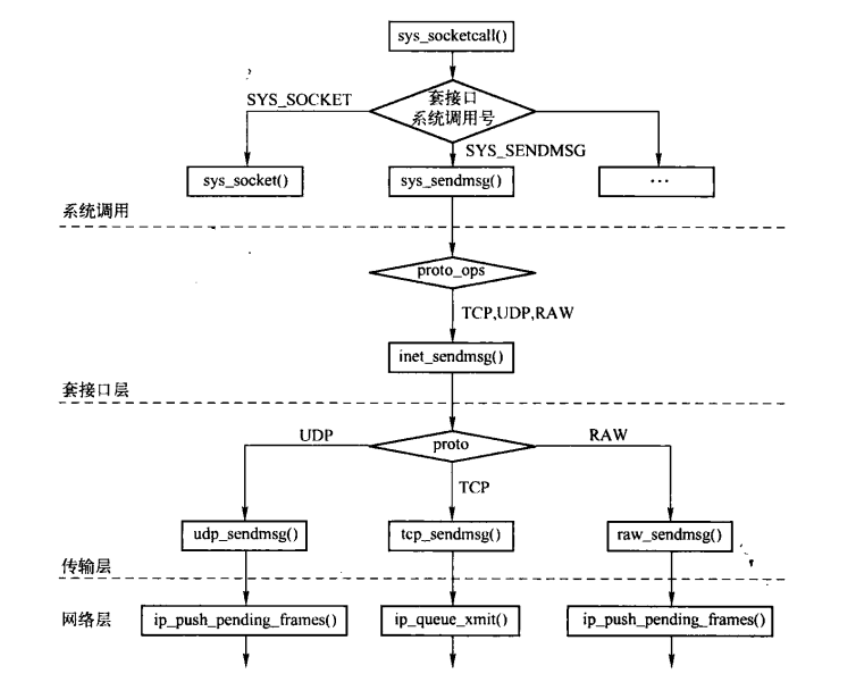 sys_socketcall()
SYS_SOCKET
套接口
系统调用号
SYS_SENDMSG
sys_socket()
sys_sendmsg()
...
系统调用
proto_ops
TCP,UDP,RAW
inet_sendmsg()
套接口层
UDP
proto
RAW
TCP
udp_sendmsg()
tcp_sendmsg()
raw_sendmsg()
传输层
网络层
ip_push_pending_frames()
ip_queue_xmit()
ip_push_pending_frames()